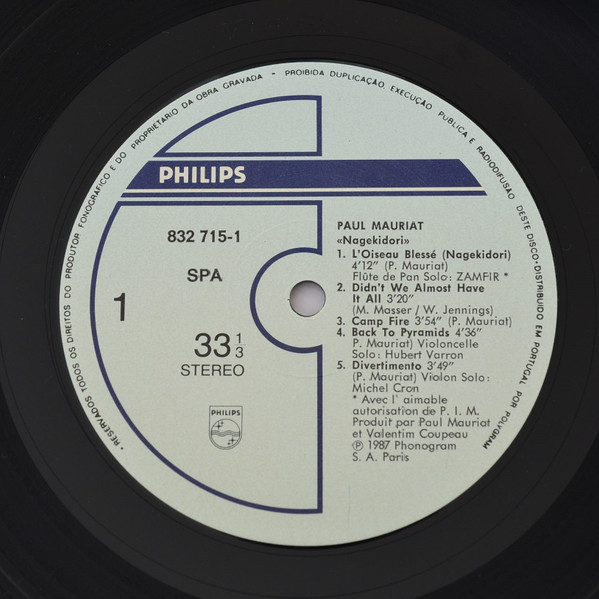 • RESERVADOS TODOS OS DIREITOS DO PRODUTOR FONOGRÁFICO E DO PROPRIETÁRIO DA OBRA GRAVADA - PROIBIDA DUPLICAÇÃO, EXECUÇÃO PUBLICA E RADIODIFUSÃO DESTE DISCO-DISTRIBUIDO EM PORTUGAL POR POLYGRAM
PHILIPS
832 715-1
SPA
1
33 1/3
STEREO
PHILIPS
PAUL MAURIAT
«Nagekidori»
1. L'Oiseau Blessé (Nagekidori)
4'12" (P. Mauriat)
Flûte de Pan Solo: ZAMFIR *
2. Didn't We Almost Have
It All 3'20"
(M. Masser / W. Jennings)
3. Camp Fire 3'54" (P. Mauriat)
4. Back To Pyramids 4'36"
(P. Mauriat) Violoncelle
Solo: Hubert Varron
5. Divertimento 3'49"
(P. Mauriat) Violon Solo:
Michel Cron
* Avec l' aimable
autorisation de P. I. M.
Produit par Paul Mauriat
et Valentim Coupeau
℗ 1987 Phonogram
S. A. Paris